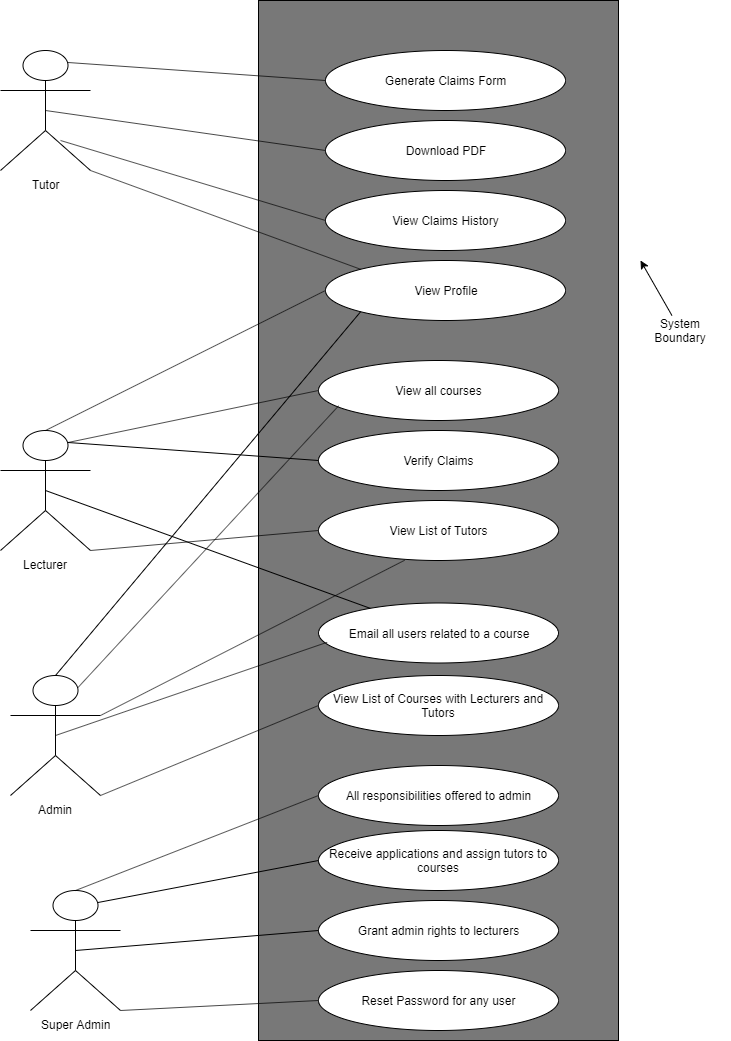 Generate Claims Form
Download PDF
Tutor
View Claims History
View Profile
System
Boundary
View all courses
Verify Claims
View List of Tutors
Lecturer
Email all users related to a course
View List of Courses with Lecturers and
Tutors
Admin
All responsibilities offered to admin
Receive applications and assign tutors to
courses
Grant admin rights to lecturers
Reset Password for any user
Super Admin